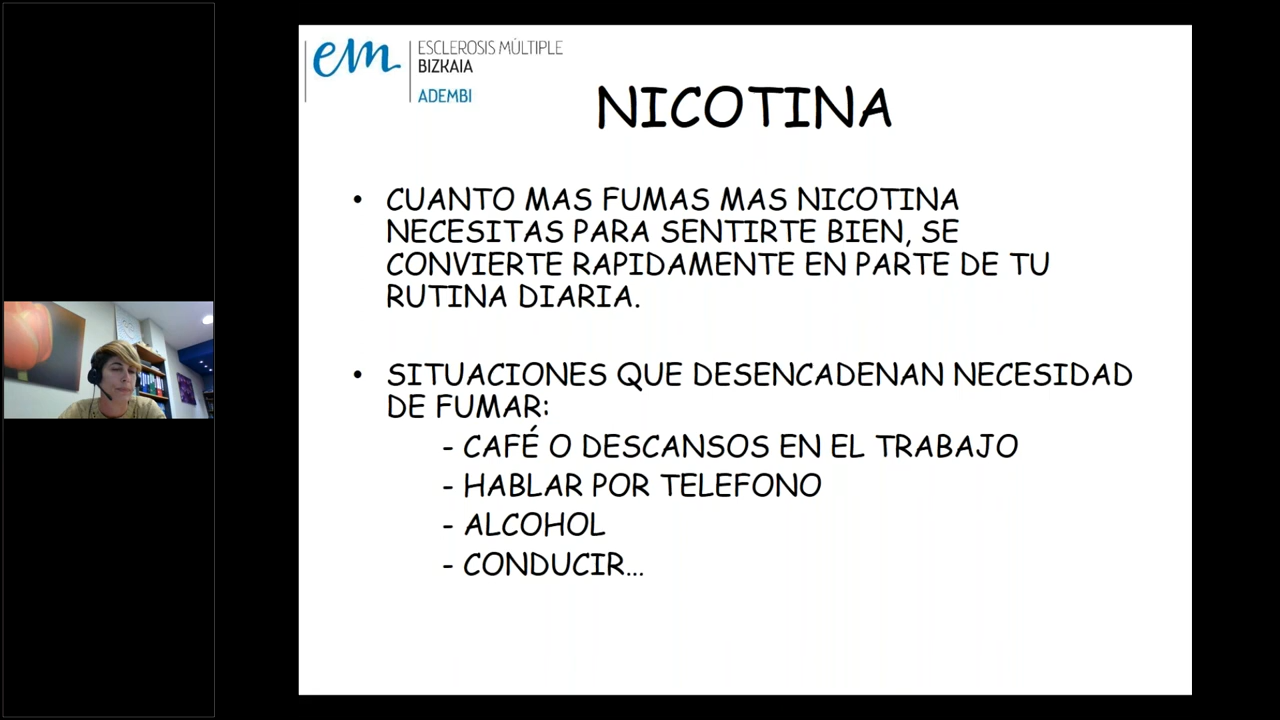 em
ESCLEROSIS MÚLTIPLE
BIZKAIA
ADEMBI
NICOTINA
• CUANTO MAS FUMAS MAS NICOTINA
NECESITAS PARA SENTIRTE BIEN, SE
CONVIERTE RAPIDAMENTE EN PARTE DE TU
RUTINA DIARIA.
• SITUACIONES QUE DESENCADENAN NECESIDAD
DE FUMAR:
- CAFÉ O DESCANSOS EN EL TRABAJO
- HABLAR POR TELEFONO
- ALCOHOL
- CONDUCIR...